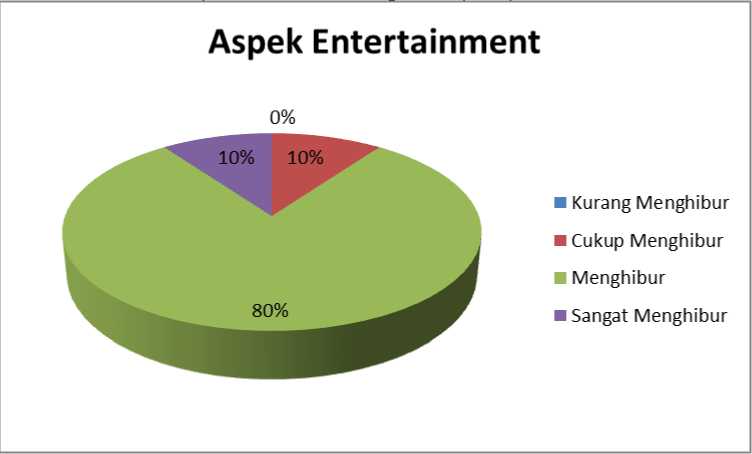 Aspek Entertainment
0%
10%
10%
80%
Kurang Menghibur
Cukup Menghibur
Menghibur
Sangat Menghibur